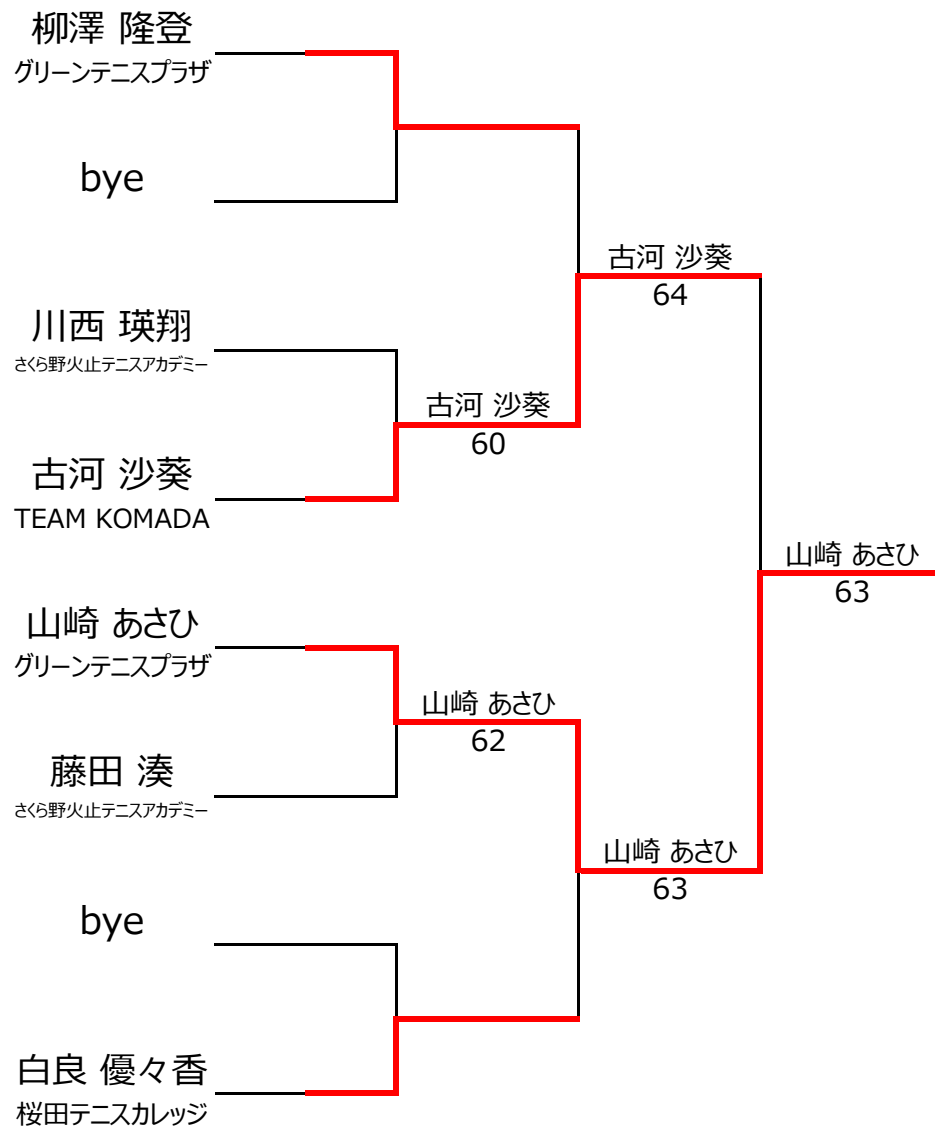 柳澤 隆登
グリーンテニスプラザ
bye
古河 沙葵
64
川西 瑛翔
さくら野火止テニスアカデミー
古河 沙葵
60
古河 沙葵
TEAM KOMADA
山崎 あさひ
63
山崎 あさひ
グリーンテニスプラザ
山崎 あさひ
62
藤田 湊
さくら野火止テニスアカデミー
山崎 あさひ
63
bye
白良 優々香
桜田テニスカレッジ